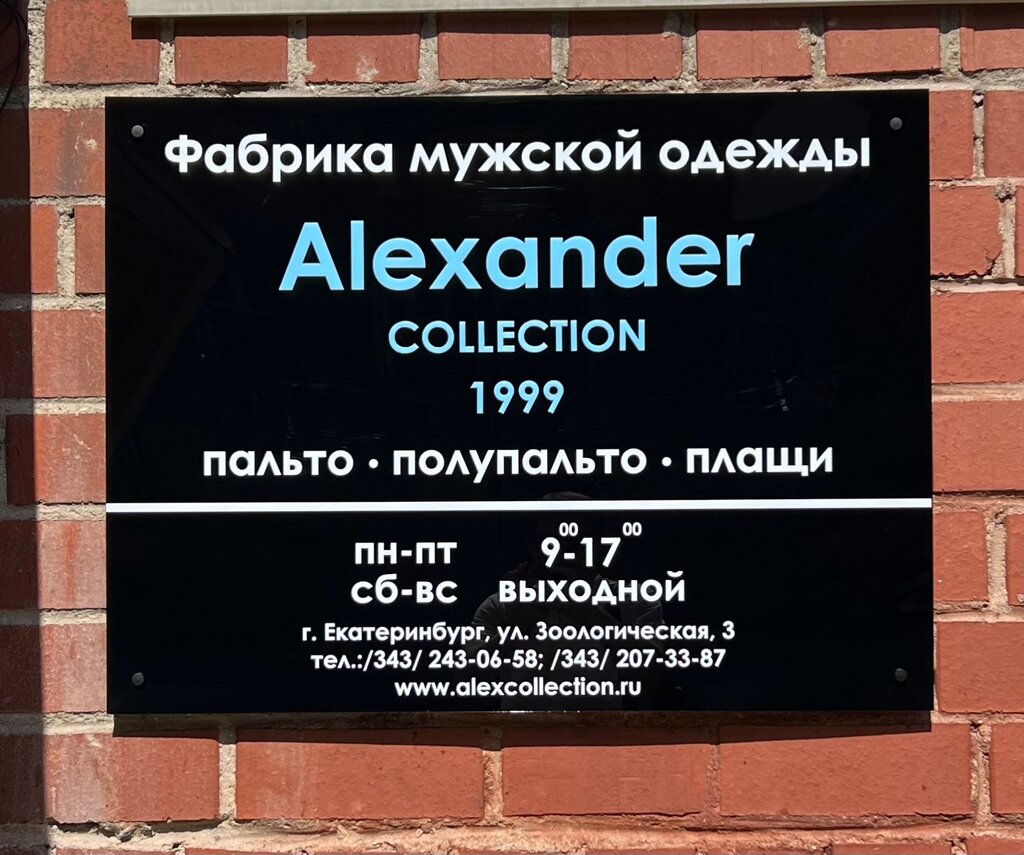 Фабрика мужской одежды
Alexander
COLLECTION
1999
пальто • полупальто • плащи
пн-пт 9⁰⁰-17⁰⁰
сб-вс выходной
г. Екатеринбург, ул. Зоологическая, 3
тел.:/343/ 243-06-58; /343/ 207-33-87
www.alexcollection.ru